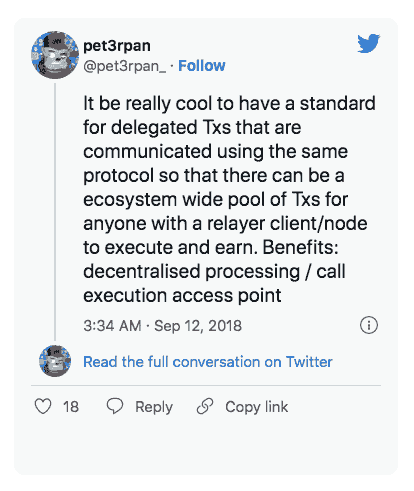 pet3rpan
@pet3rpan_ · Follow
It be really cool to have a standard
for delegated Txs that are
communicated using the same
protocol so that there can be a
ecosystem wide pool of Txs for
anyone with a relayer client/node
to execute and earn. Benefits:
decentralised processing / call
execution access point
3:34 AM · Sep 12, 2018
Read the full conversation on Twitter
18 Reply Copy link